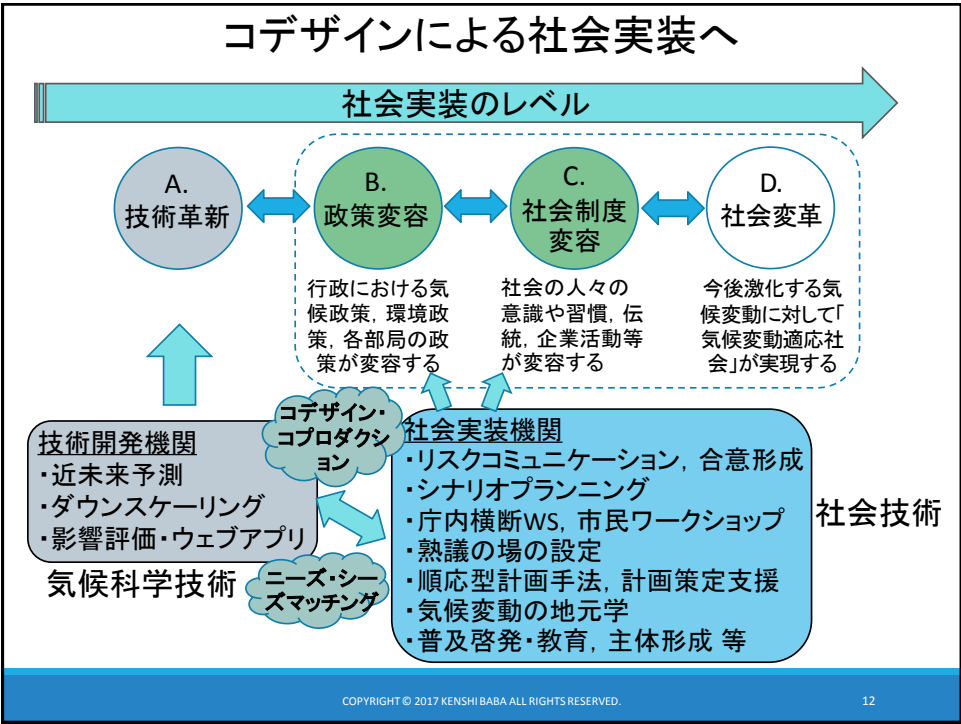 コデザインによる社会実装へ
社会実装のレベル
A.
技術革新
B.
政策変容
C.
社会制度
変容
D.
社会変革
行政における気
候政策, 環境政
策, 各部局の政
策が変容する
社会の人々の
意識や習慣, 伝
統, 企業活動等
が変容する
今後激化する気
候変動に対して「
気候変動適応社
会」が実現する
コデザイン・
コプロダクシ
ョン
技術開発機関
・近未来予測
・ダウンスケーリング
・影響評価・ウェブアプリ
気候科学技術
ニーズ・シー
ズマッチング
社会実装機関
・リスクコミュニケーション, 合意形成
・シナリオプランニング
・庁内横断WS, 市民ワークショップ
・熟議の場の設定
・順応型計画手法, 計画策定支援
・気候変動の地元学
・普及啓発・教育, 主体形成 等
社会技術
COPYRIGHT © 2017 KENSHI BABA ALL RIGHTS RESERVED.
12